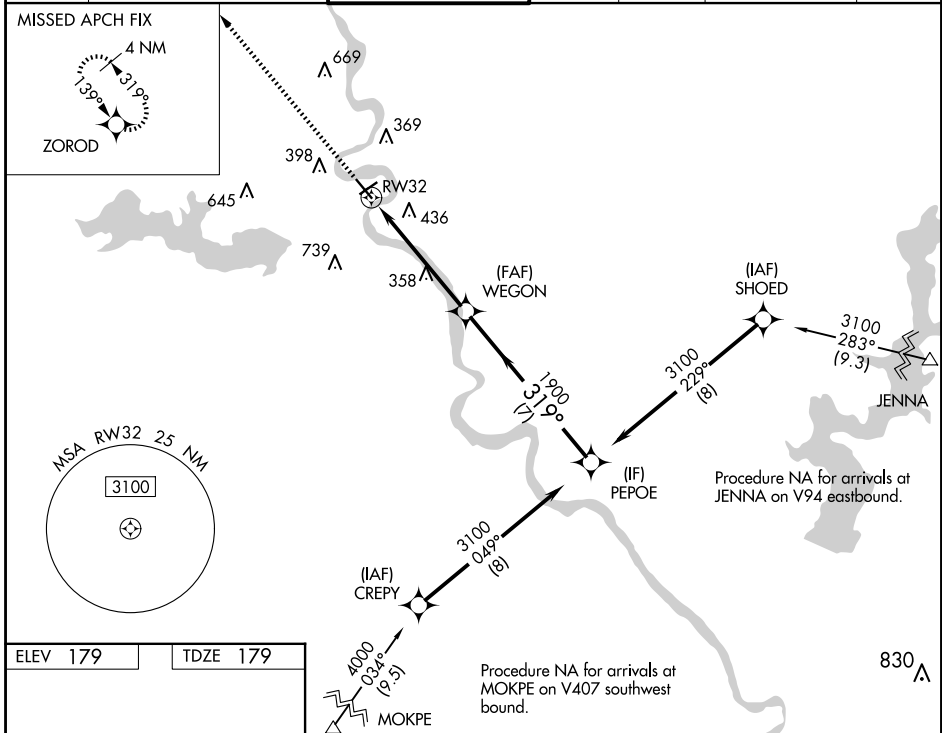 MISSED APCH FIX
4 NM
139°
319°
ZOROD
669
369
398
RW32
645
436
739
358
(FAF)
WEGON
(IAF)
SHOED
3100
283°
(9.3)
JENNA
3100
229°
(8)
1900
319°
(7)
(IF)
PEPOE
Procedure NA for arrivals at
JENNA on V94 eastbound.
MSA RW32 25 NM
3100
3100
049°
(8)
(IAF)
CREPY
4000
034°
(9.5)
MOKPE
Procedure NA for arrivals at
MOKPE on V407 southwest
bound.
830
ELEV 179
TDZE 179